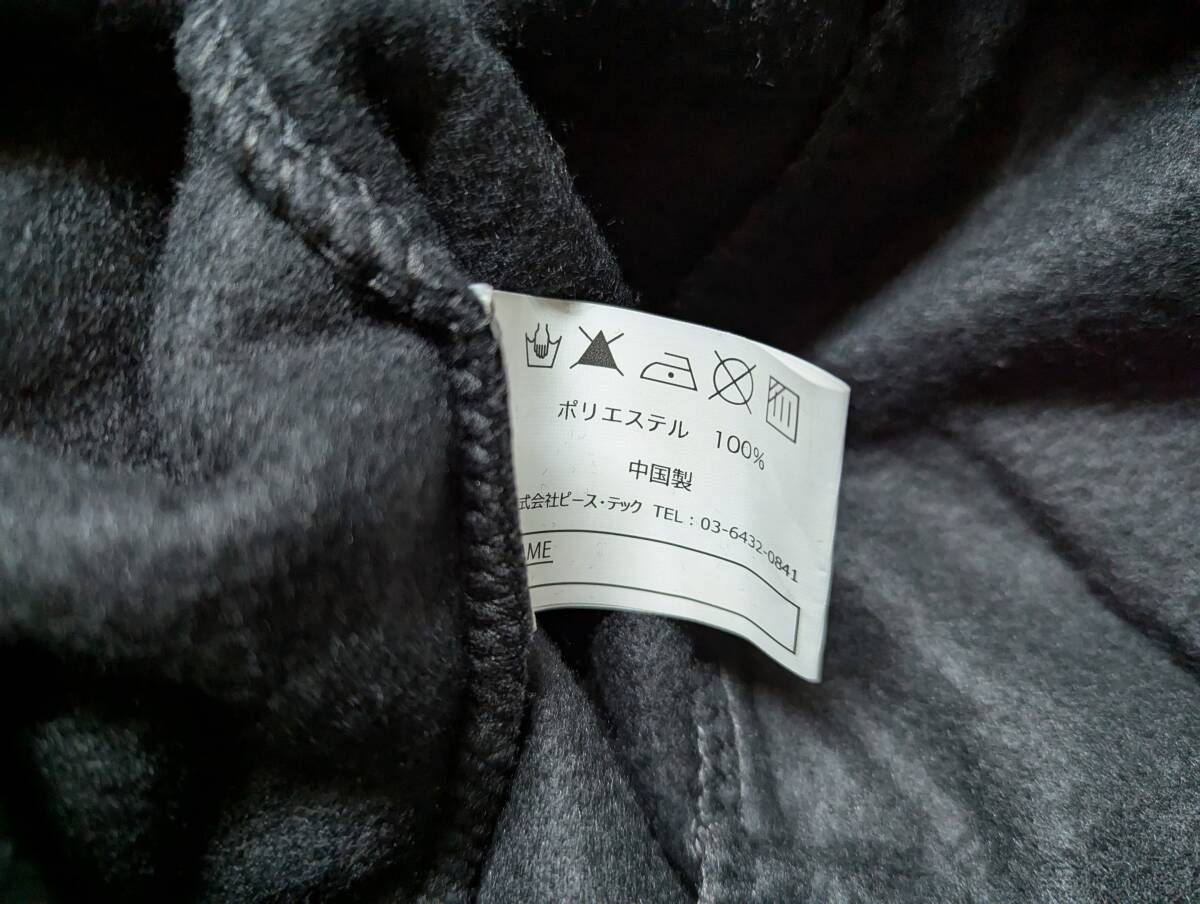 ポリエステル 100%
中国製
式会社ピース・テック TEL : 03-6432-0841
AME